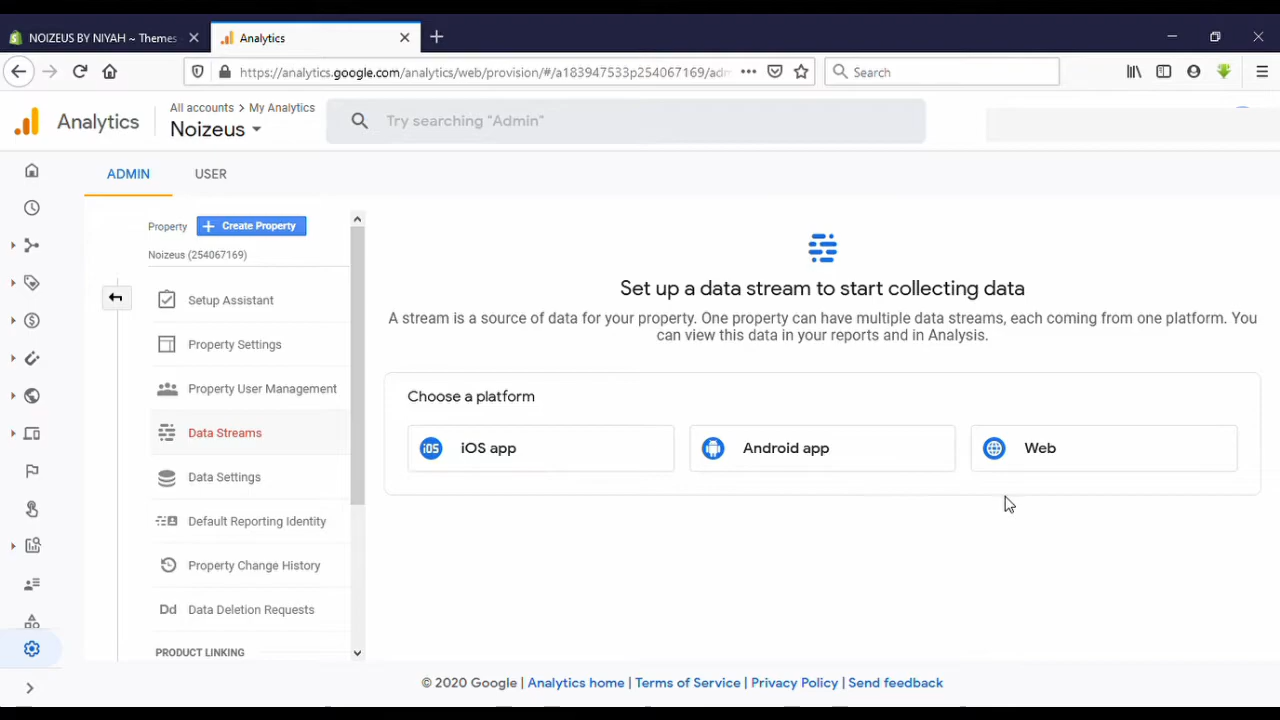 NOIZEUS BY NIYAH ~ Themes
Analytics
https://analytics.google.com/analytics/web/provision/#/a183947533p254067169/adm
Search
Analytics
All accounts > My Analytics
Noizeus
Try searching "Admin"
ADMIN
USER
Property
+ Create Property
Noizeus (254067169)
Setup Assistant
Property Settings
Property User Management
Data Streams
Data Settings
Default Reporting Identity
Property Change History
Dd Data Deletion Requests
PRODUCT LINKING
Set up a data stream to start collecting data
A stream is a source of data for your property. One property can have multiple data streams, each coming from one platform. You
can view this data in your reports and in Analysis.
Choose a platform
iOS iOS app
Android app
Web
© 2020 Google | Analytics home | Terms of Service | Privacy Policy | Send feedback